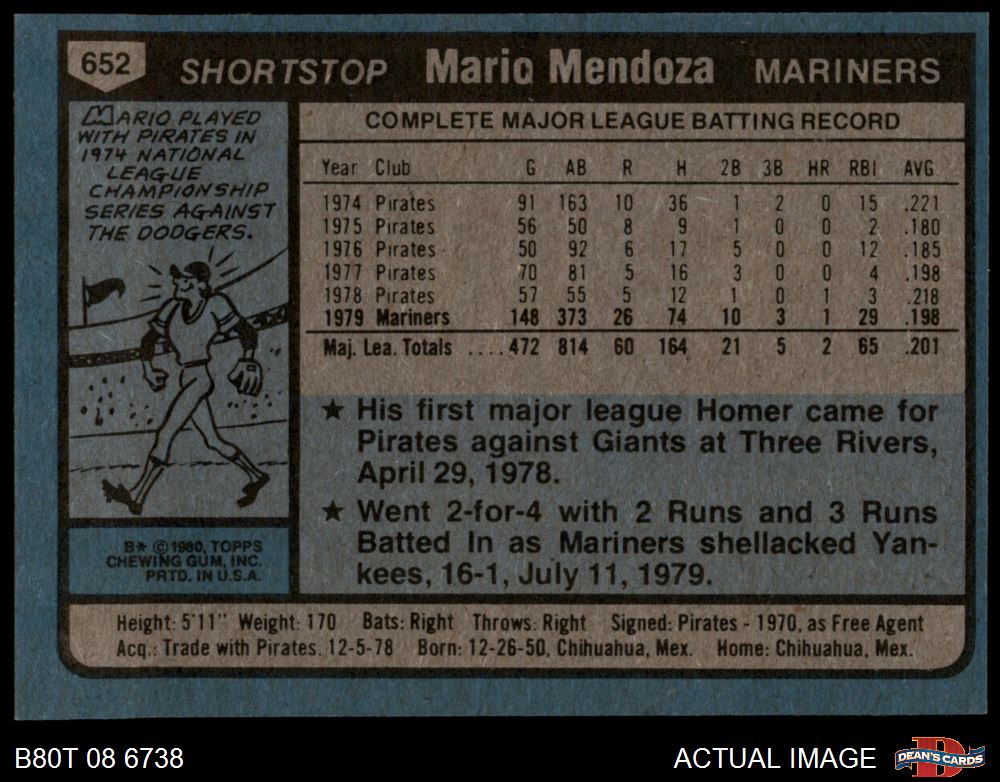 652 SHORTSTOP Mario Mendoza MARINERS
MARIO PLAYED
WITH PIRATES IN
1974 NATIONAL
LEAGUE
CHAMPIONSHIP
SERIES AGAINST
THE DODGERS.
B* ©1980, TOPPS
CHEWING GUM, INC.
PRTD. IN U.S.A.
COMPLETE MAJOR LEAGUE BATTING RECORD
Year Club G AB R H 2B 3B HR RBI AVG.
1974 Pirates 91 163 10 36 1 2 0 15 .221
1975 Pirates 56 50 8 9 1 0 0 2 .180
1976 Pirates 50 92 6 17 5 0 0 12 .185
1977 Pirates 70 81 5 16 3 0 0 4 .198
1978 Pirates 57 55 5 12 1 0 1 3 .218
1979 Mariners 148 373 26 74 10 3 1 29 .198
Maj. Lea. Totals ....472 814 60 164 21 5 2 65 .201
★ His first major league Homer came for
Pirates against Giants at Three Rivers,
April 29, 1978.
★ Went 2-for-4 with 2 Runs and 3 Runs
Batted In as Mariners shellacked Yan-
kees, 16-1, July 11, 1979.
Height: 5'11" Weight: 170 Bats: Right Throws: Right Signed: Pirates - 1970, as Free Agent
Acq.: Trade with Pirates, 12-5-78 Born: 12-26-50, Chihuahua, Mex. Home: Chihuahua, Mex.
B80T 08 6738 ACTUAL IMAGE D DEAN'S CARDS